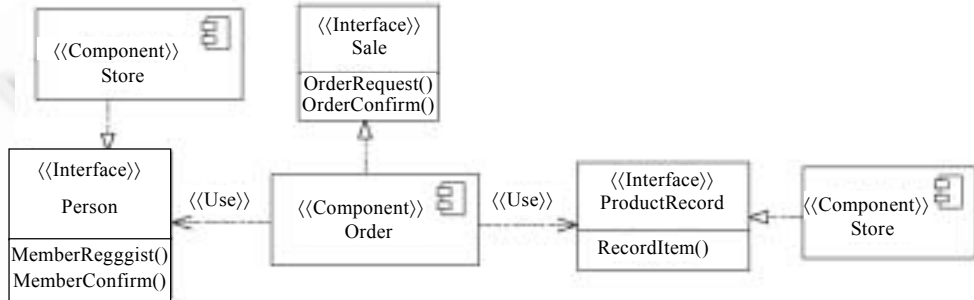 ⟨⟨Component⟩⟩
Store
⟨⟨Interface⟩⟩
Sale
OrderRequest()
OrderConfirm()
⟨⟨Interface⟩⟩
Person
MemberRegggist()
MemberConfirm()
⟨⟨Use⟩⟩
⟨⟨Component⟩⟩
Order
⟨⟨Use⟩⟩
⟨⟨Interface⟩⟩
ProductRecord
RecordItem()
⟨⟨Component⟩⟩
Store